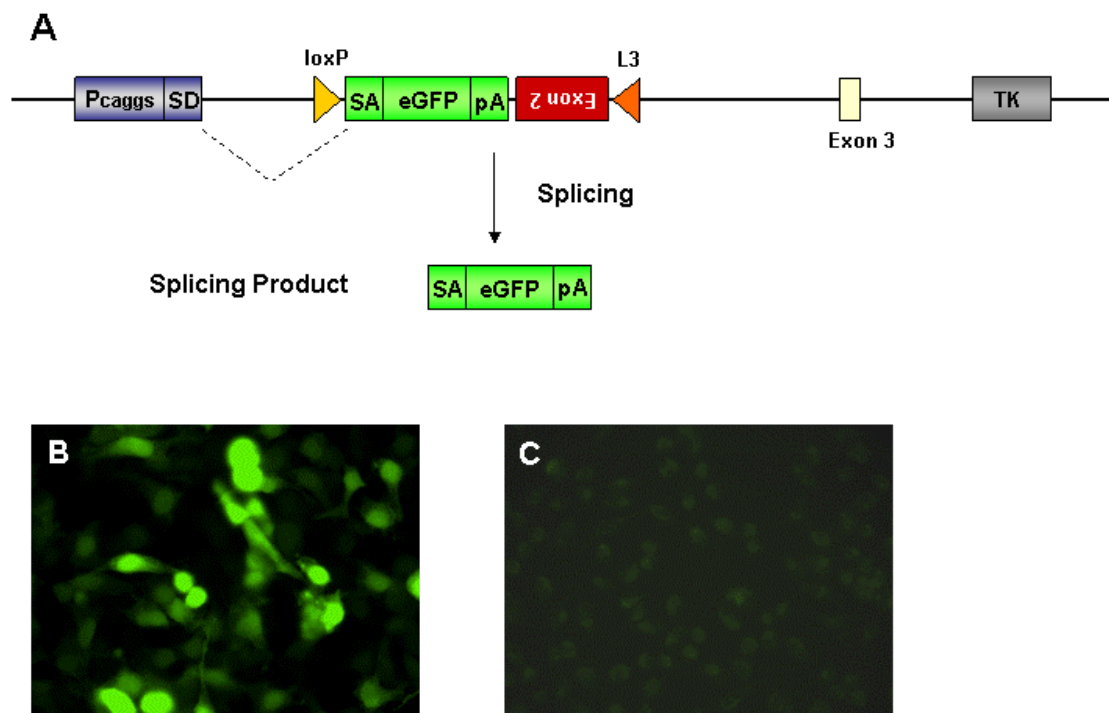 A
loxP
L3
Pcaggs SD
SA eGFP pA Exon 2
TK
Exon 3
Splicing
Splicing Product
SA eGFP pA
B
C